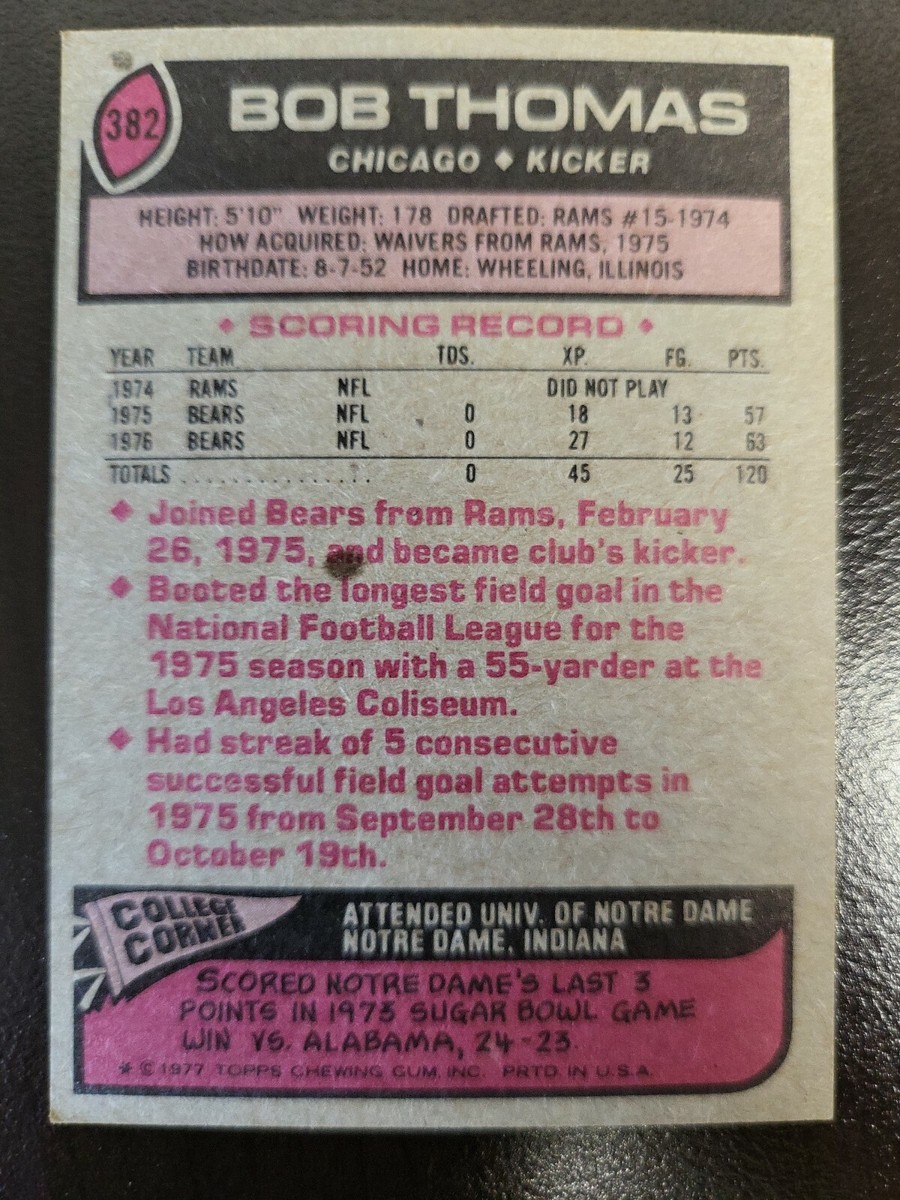 382
BOB THOMAS
CHICAGO ♦ KICKER
HEIGHT: 5'10" WEIGHT: 178 DRAFTED: RAMS #15-1974
HOW ACQUIRED: WAIVERS FROM RAMS, 1975
BIRTHDATE: 8-7-52 HOME: WHEELING, ILLINOIS
♦ SCORING RECORD ♦
YEAR TEAM TDS. XP. FG. PTS.
1974 RAMS NFL DID NOT PLAY
1975 BEARS NFL 0 18 13 57
1976 BEARS NFL 0 27 12 63
TOTALS .............. 0 45 25 120
♦ Joined Bears from Rams, February
26, 1975, and became club's kicker.
♦ Booted the longest field goal in the
National Football League for the
1975 season with a 55-yarder at the
Los Angeles Coliseum.
♦ Had streak of 5 consecutive
successful field goal attempts in
1975 from September 28th to
October 19th.
COLLEGE
CORNER
ATTENDED UNIV. OF NOTRE DAME
NOTRE DAME, INDIANA
SCORED NOTRE DAME'S LAST 3
POINTS IN 1973 SUGAR BOWL GAME
WIN VS. ALABAMA, 24-23.
* © 1977 TOPPS CHEWING GUM, INC. PRTD. IN U.S.A.